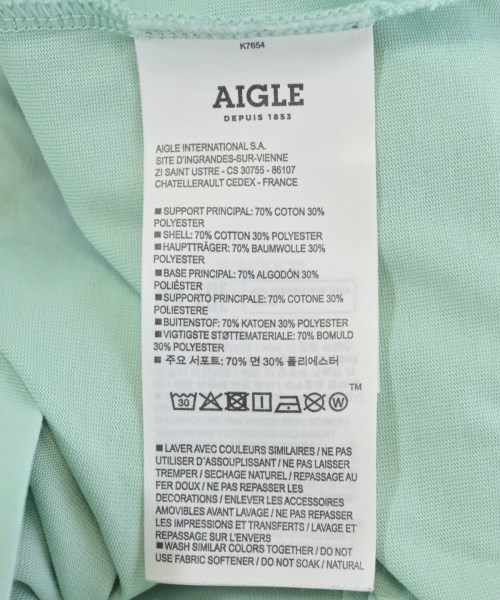 K7654
AIGLE
DEPUIS 1853
AIGLE INTERNATIONAL S.A.
SITE D'INGRANDES-SUR-VIENNE
ZI SAINT USTRE - CS 30755 - 86107
CHATELLERAULT CEDEX - FRANCE
■ SUPPORT PRINCIPAL: 70% COTON 30%
POLYESTER
■ SHELL: 70% COTTON 30% POLYESTER
■ HAUPTTRÄGER: 70% BAUMWOLLE 30%
POLYESTER
■ BASE PRINCIPAL: 70% ALGODÓN 30%
POLIÉSTER
■ SUPPORTO PRINCIPALE: 70% COTONE 30%
POLIESTERE
■ BUITENSTOF: 70% KATOEN 30% POLYESTER
■ VIGTIGSTE STØTTEMATERIALE: 70% BOMULD
30% POLYESTER
■ 주요 서포트: 70% 면 30% 폴리에스터
TM
30 W
■ LAVER AVEC COULEURS SIMILAIRES / NE PAS
UTILISER D'ASSOUPLISSANT / NE PAS LAISSER
TREMPER / SECHAGE NATUREL / REPASSAGE AU
FER DOUX / NE PAS REPASSER LES
DECORATIONS / ENLEVER LES ACCESSOIRES
AMOVIBLES AVANT LAVAGE / NE PAS REPASSER
LES IMPRESSIONS ET TRANSFERTS / LAVAGE ET
REPASSAGE SUR L'ENVERS
■ WASH SIMILAR COLORS TOGETHER / DO NOT
USE FABRIC SOFTENER / DO NOT SOAK / NATURAL